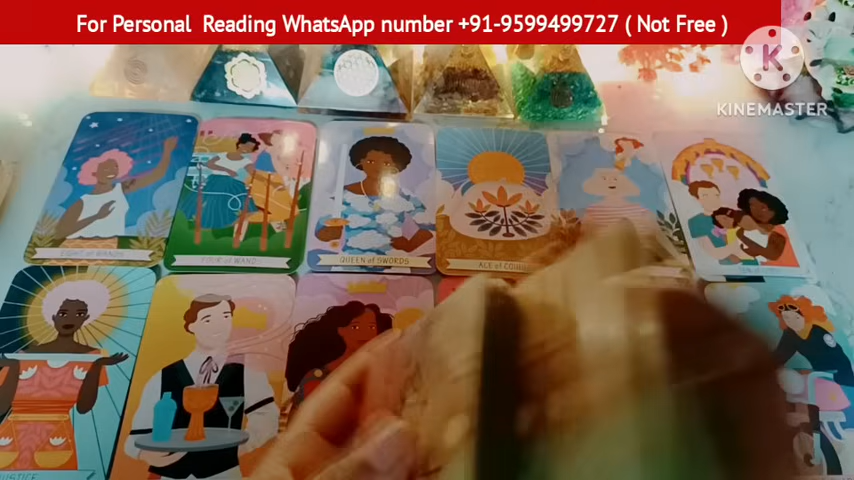 For Personal Reading WhatsApp number +91-9599499727 ( Not Free )
K
KINEMASTER
EIGHT of WANDS
FOUR of WANDS
QUEEN of SWORDS
ACE of COINS
JUSTICE